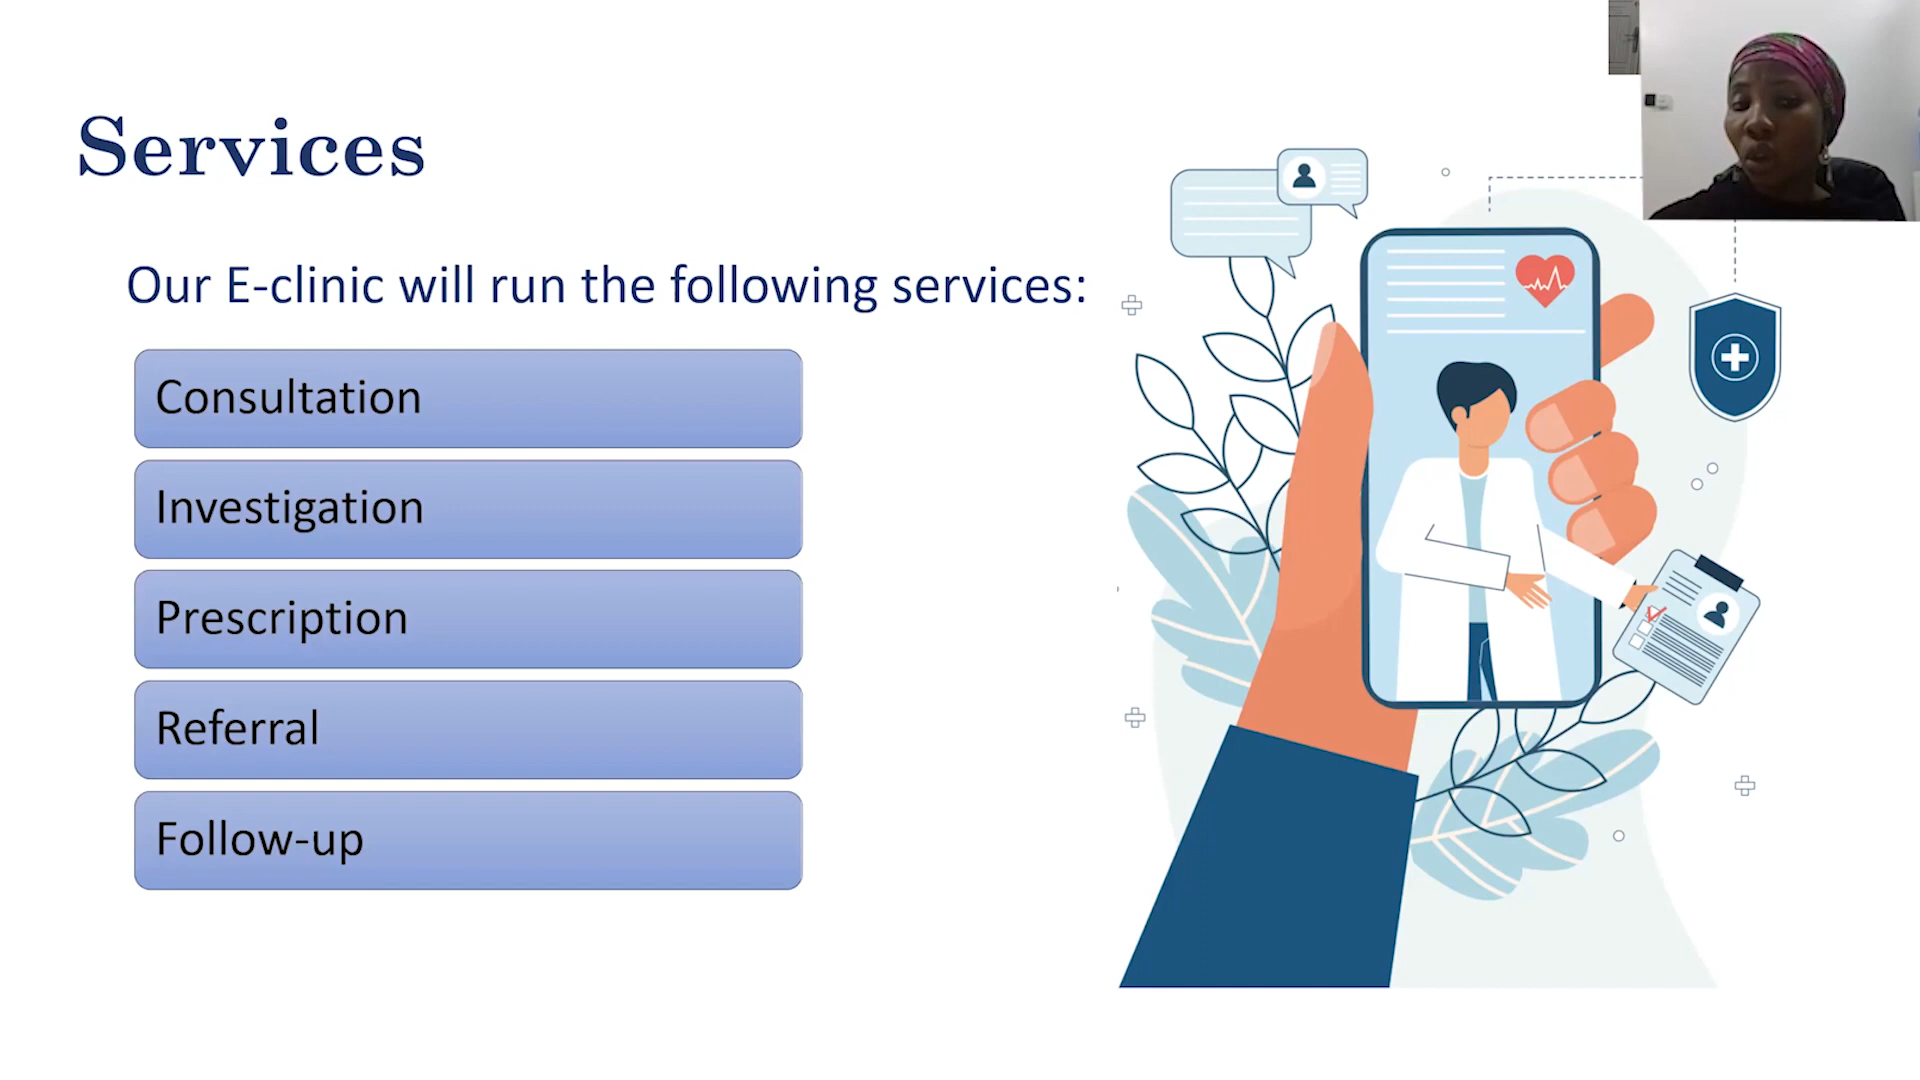 Services
Our E-clinic will run the following services:
Consultation
Investigation
Prescription
Referral
Follow-up